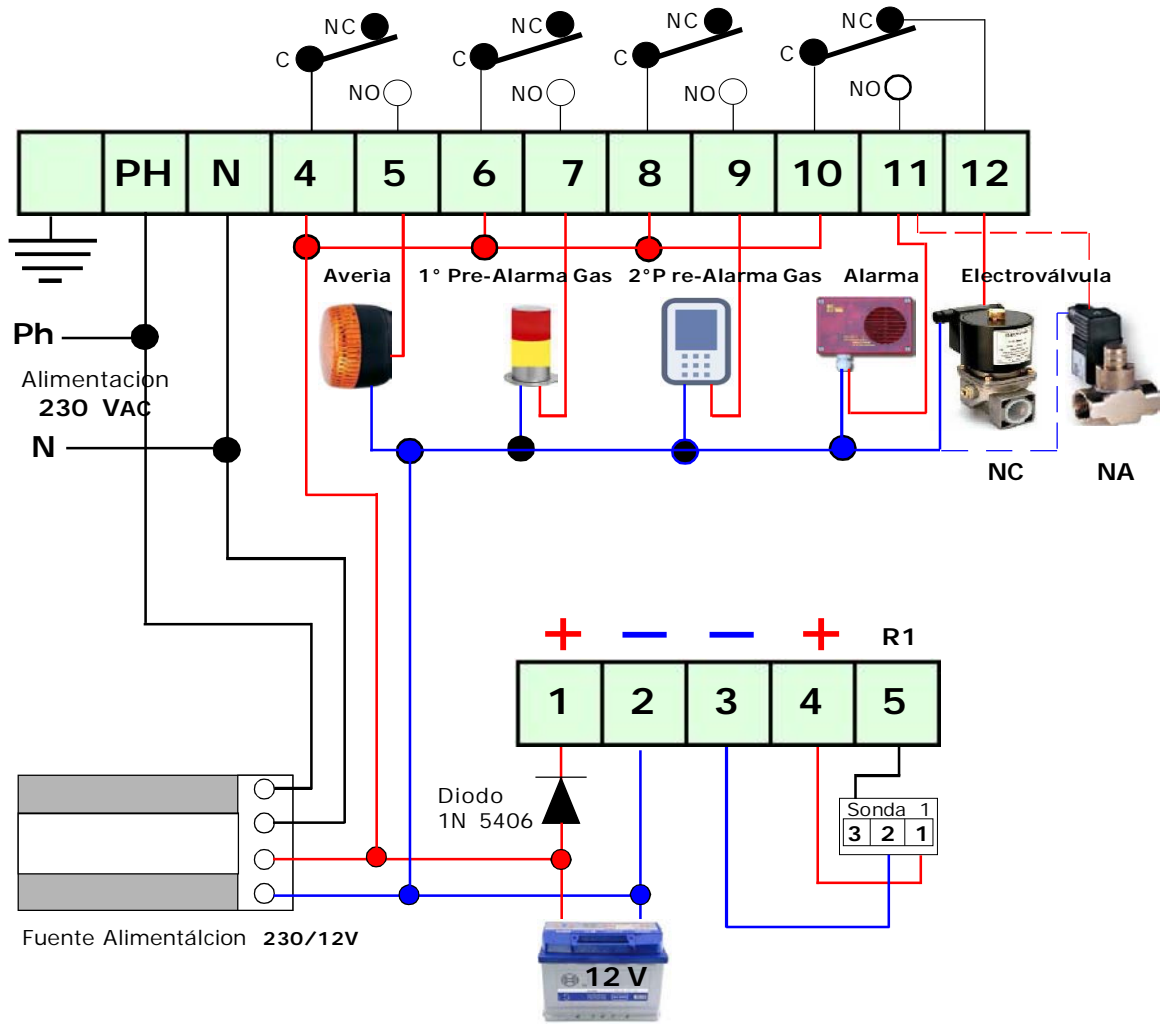 NC NC NC NC
C C C C
NO NO NO NO
PH N 4 5 6 7 8 9 10 11 12
Averìa 1° Pre-Alarma Gas 2°P re-Alarma Gas Alarma Electroválvula
Ph
Alimentacion
230 VAC
N
NC NA
+ − − + R1
1 2 3 4 5
Diodo
1N 5406
Sonda 1
3 2 1
Fuente Alimentálcion 230/12V
12 V